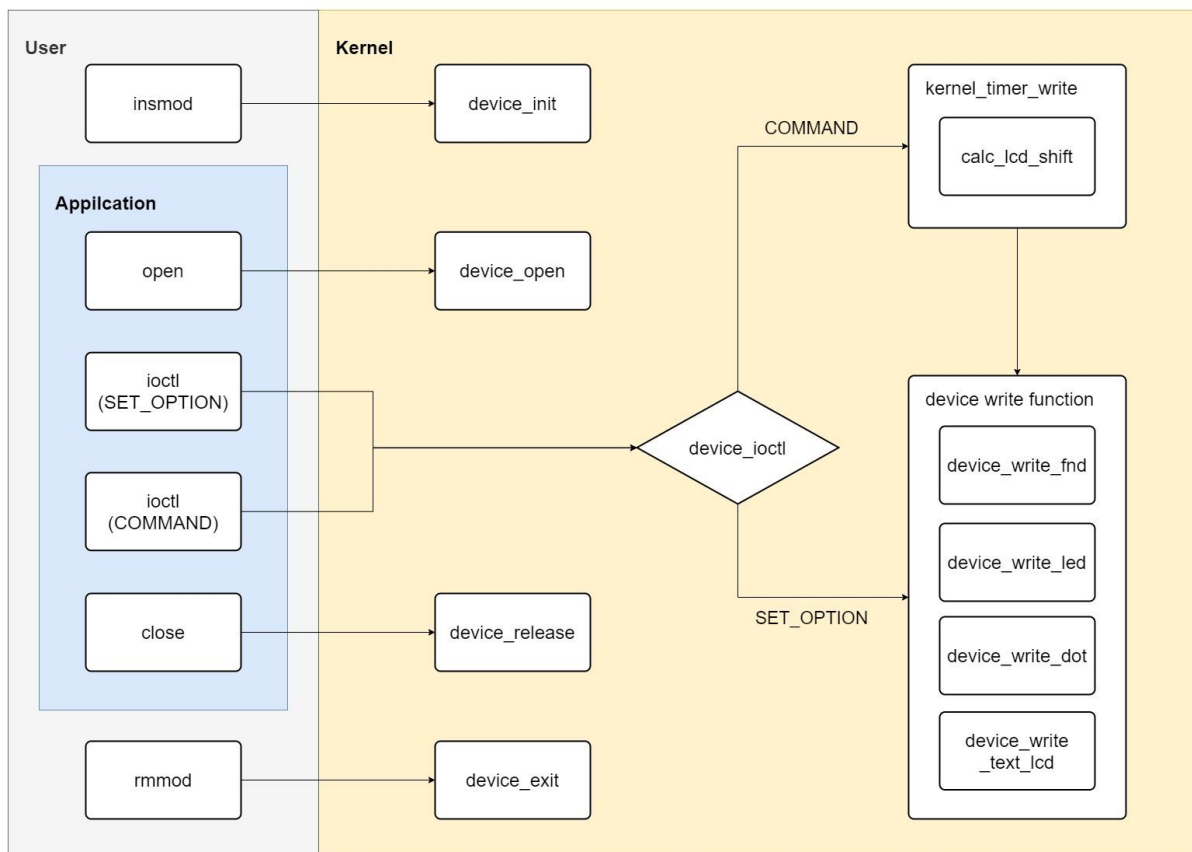 User
Kernel
insmod
device_init
kernel_timer_write
COMMAND
calc_lcd_shift
Appilcation
open
device_open
ioctl
(SET_OPTION)
device write function
device_ioctl
device_write_fnd
ioctl
(COMMAND)
device_write_led
SET_OPTION
close
device_release
device_write_dot
device_write
_text_lcd
rmmod
device_exit